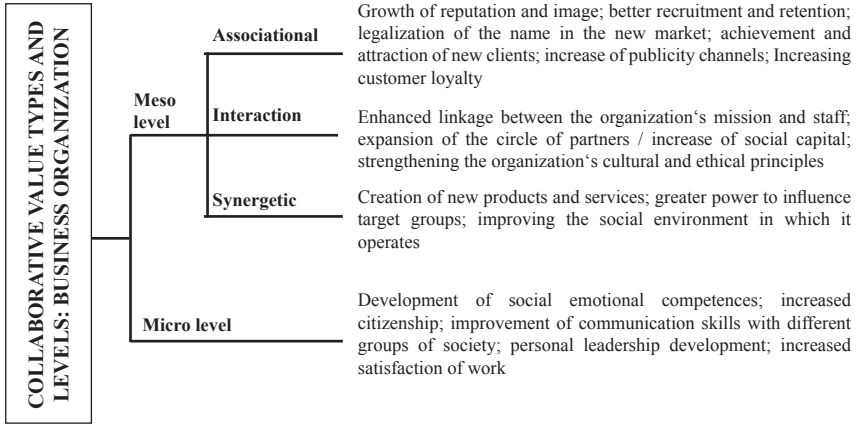 COLLABORATIVE VALUE TYPES AND
LEVELS: BUSINESS ORGANIZATION
Meso
level
Associational
Growth of reputation and image; better recruitment and retention;
legalization of the name in the new market; achievement and
attraction of new clients; increase of publicity channels; Increasing
customer loyalty
Interaction
Enhanced linkage between the organization‘s mission and staff;
expansion of the circle of partners / increase of social capital;
strengthening the organization‘s cultural and ethical principles
Synergetic
Creation of new products and services; greater power to influence
target groups; improving the social environment in which it
operates
Micro level
Development of social emotional competences; increased
citizenship; improvement of communication skills with different
groups of society; personal leadership development; increased
satisfaction of work